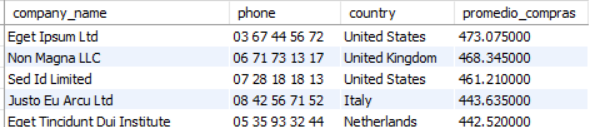 company_name phone country promedio_compras
Eget Ipsum Ltd 03 67 44 56 72 United States 473.075000
Non Magna LLC 06 71 73 13 17 United Kingdom 468.345000
Sed Id Limited 07 28 18 18 13 United States 461.210000
Justo Eu Arcu Ltd 08 42 56 71 52 Italy 443.635000
Eget Tincidunt Dui Institute 05 35 93 32 44 Netherlands 442.520000